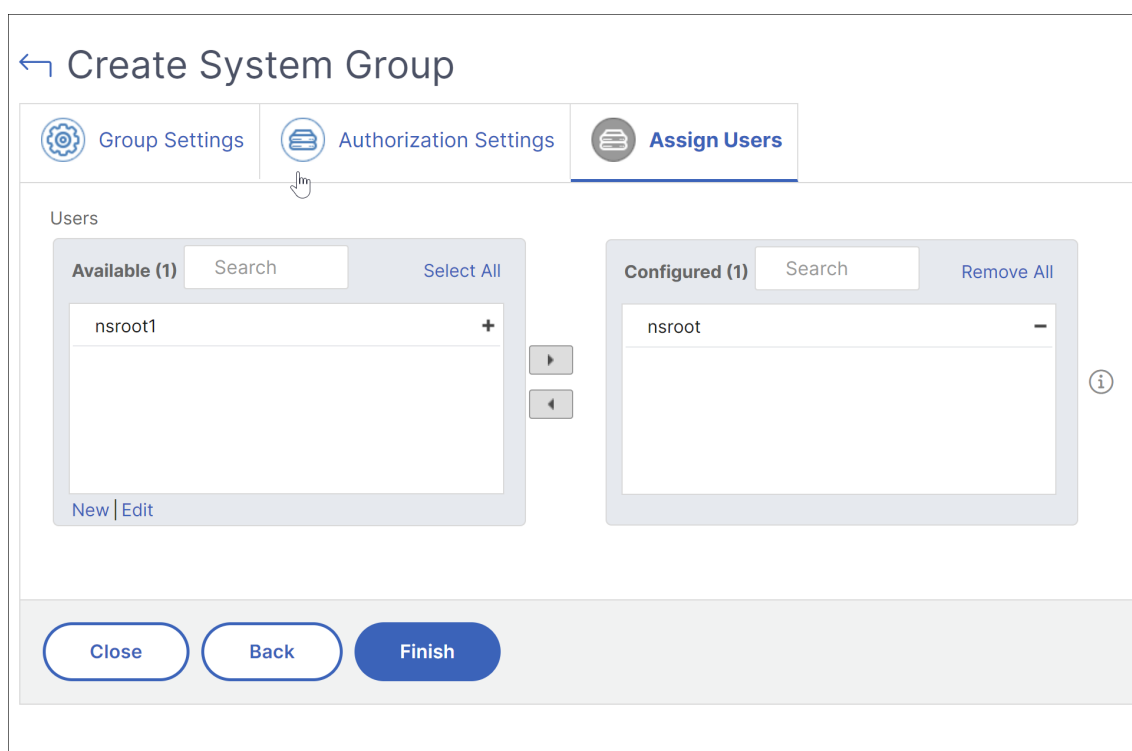 Create System Group
Group Settings
Authorization Settings
Assign Users
Users
Available (1)
Search
Select All
nsroot1
New | Edit
Configured (1)
Search
Remove All
nsroot
Close
Back
Finish